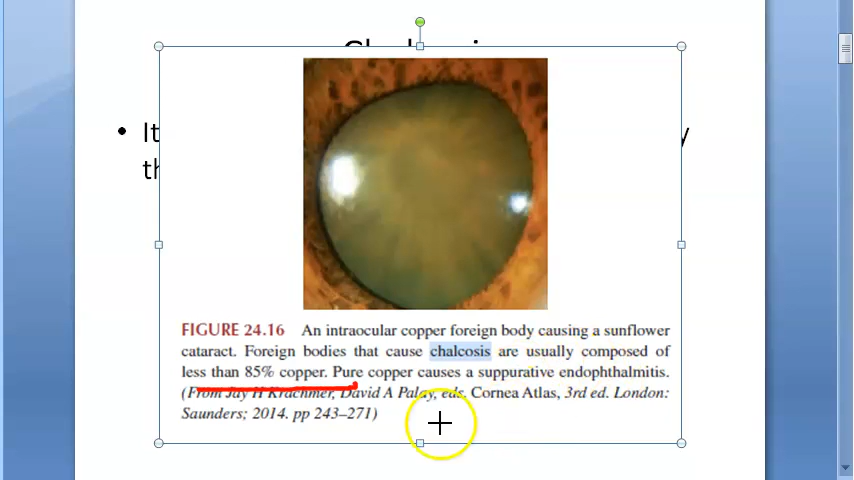 • It
th
FIGURE 24.16 An intraocular copper foreign body causing a sunflower
cataract. Foreign bodies that cause chalcosis are usually composed of
less than 85% copper. Pure copper causes a suppurative endophthalmitis.
(From Jay H Krachmer, David A Palay, eds. Cornea Atlas, 3rd ed. London:
Saunders; 2014. pp 243–271)